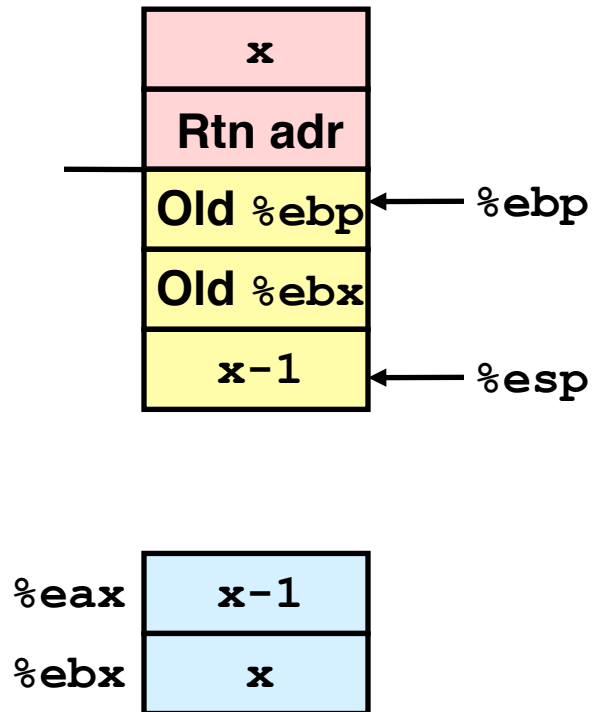 x
Rtn adr
Old %ebp %ebp
Old %ebx
x-1 %esp
%eax x-1
%ebx x